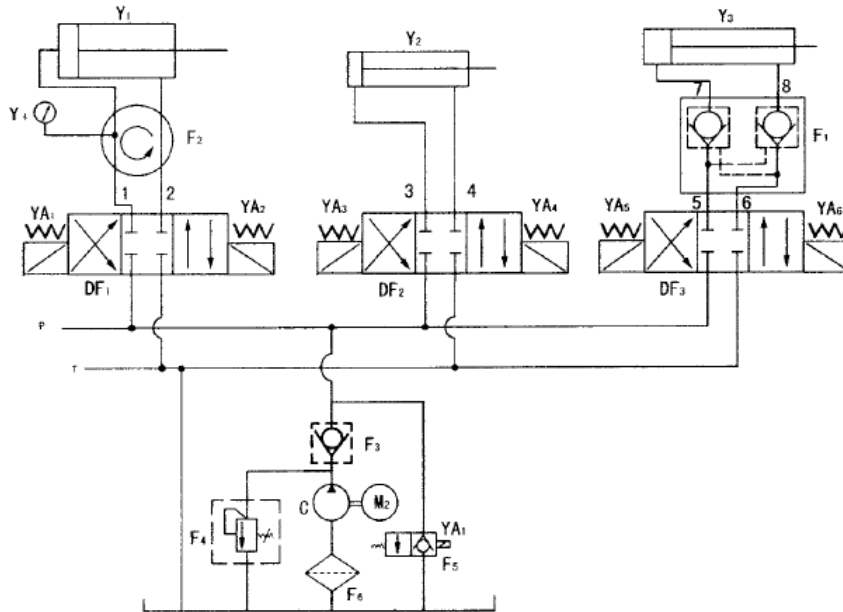 Y₁
Y₂
Y₃
7 8
Y₄
F₂
F₁
1 2
3 4
5 6
YA₁ YA₂ YA₃ YA₄ YA₅ YA₆
DF₁ DF₂ DF₃
P
T
F₃
C M₂
YA₁
F₄
F₅
F₆